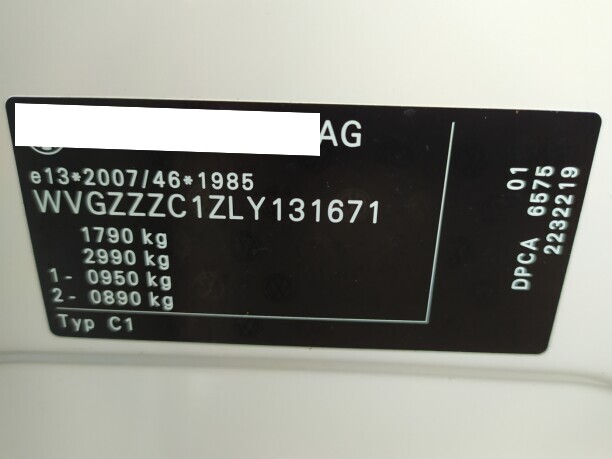 AG
e13*2007/46*1985
WVGZZZC1ZLY131671
1790 kg
2990 kg
1- 0950 kg
2- 0890 kg
Typ C1
01
DPCA 6575
2232219